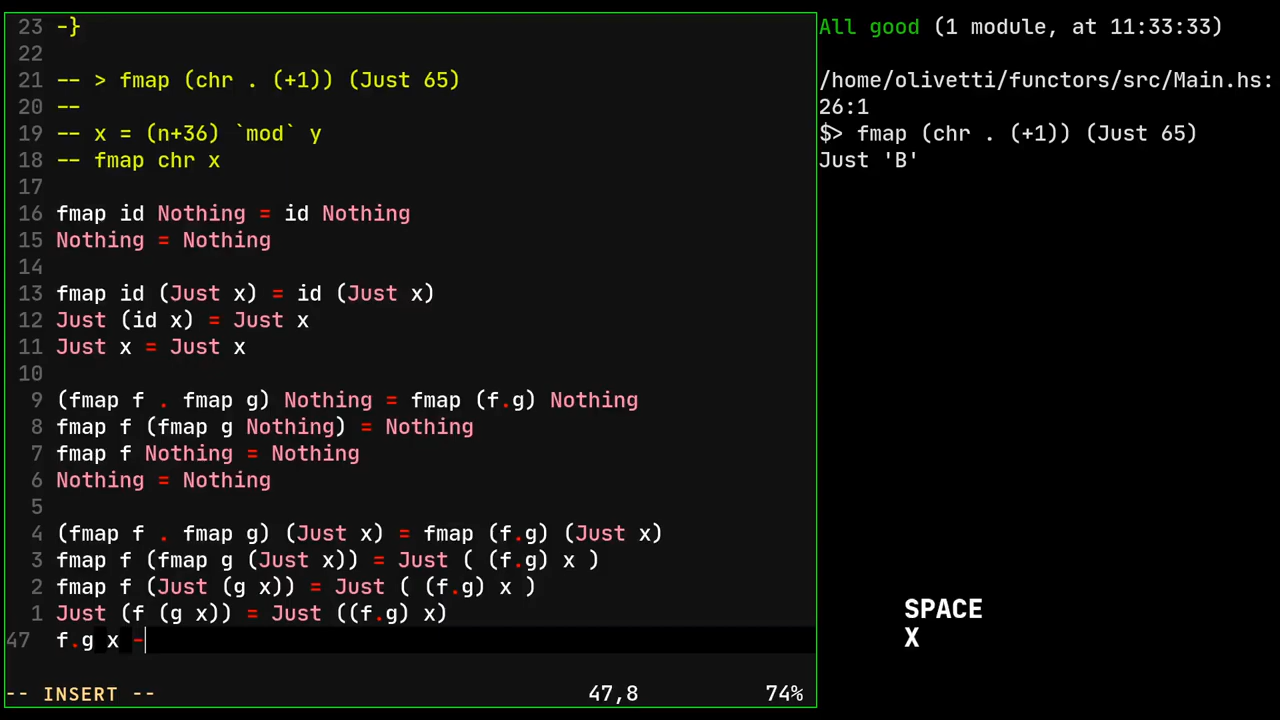 23 -}
22
21 -- > fmap (chr . (+1)) (Just 65)
20 --
19 -- x = (n+36) `mod` y
18 -- fmap chr x
17
16 fmap id Nothing = id Nothing
15 Nothing = Nothing
14
13 fmap id (Just x) = id (Just x)
12 Just (id x) = Just x
11 Just x = Just x
10
9 (fmap f . fmap g) Nothing = fmap (f.g) Nothing
8 fmap f (fmap g Nothing) = Nothing
7 fmap f Nothing = Nothing
6 Nothing = Nothing
5
4 (fmap f . fmap g) (Just x) = fmap (f.g) (Just x)
3 fmap f (fmap g (Just x)) = Just ( (f.g) x )
2 fmap f (Just (g x)) = Just ( (f.g) x )
1 Just (f (g x)) = Just ((f.g) x)
47 f.g x -
-- INSERT -- 47,8 74%
All good (1 module, at 11:33:33)
/home/olivetti/functors/src/Main.hs:
26:1
$> fmap (chr . (+1)) (Just 65)
Just 'B'
SPACE
X